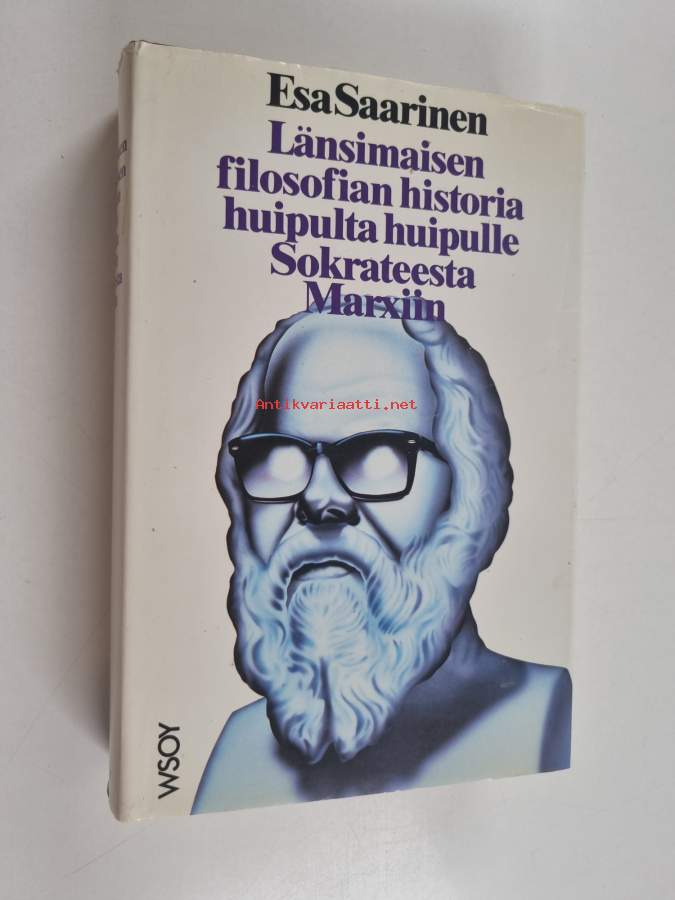 Esa Saarinen
Länsimaisen
filosofian historia
huipulta huipulle
Sokrateesta
Marxiin
Antikvariaatti.net
WSOY